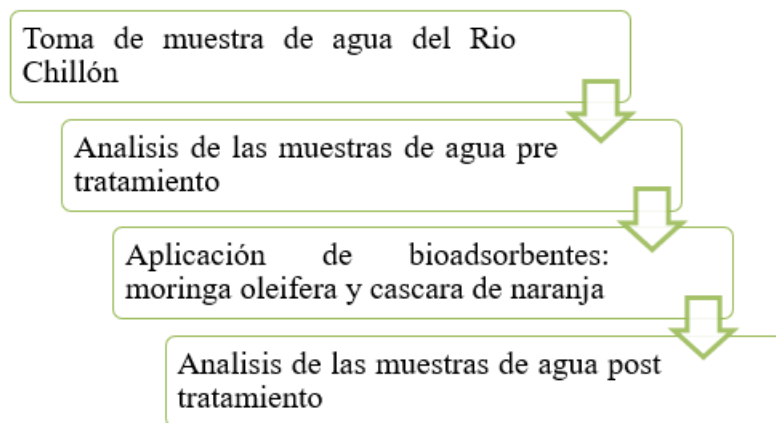 Toma de muestra de agua del Rio
Chillón
Analisis de las muestras de agua pre
tratamiento
Aplicación de bioadsorbentes:
moringa oleifera y cascara de naranja
Analisis de las muestras de agua post
tratamiento